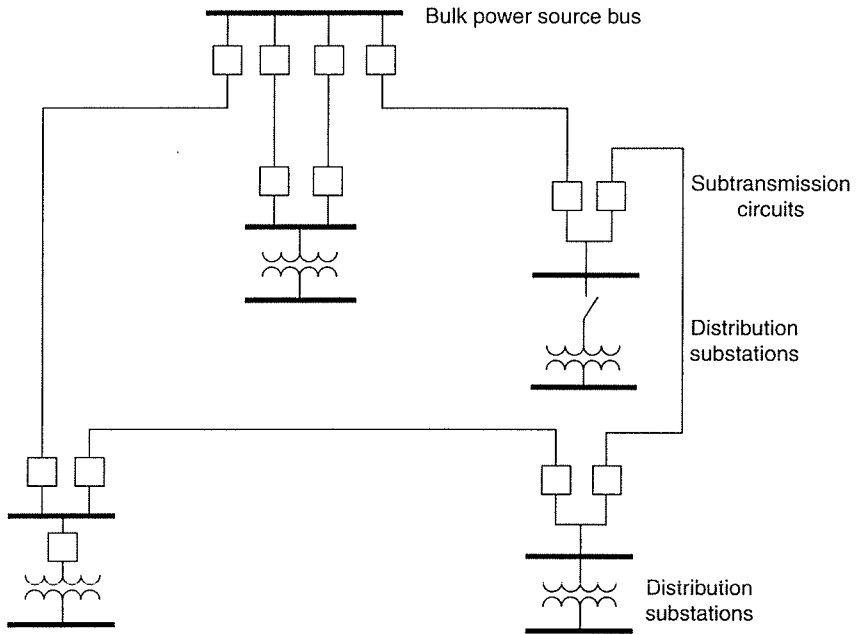 Bulk power source bus
Subtransmission
circuits
Distribution
substations
Distribution
substations